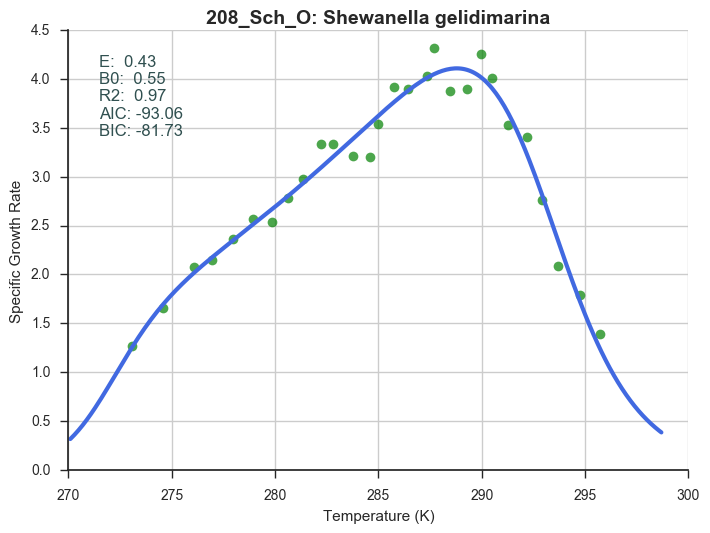 208_Sch_O: Shewanella gelidimarina
E:  0.43
B0:  0.55
R2:  0.97
AIC: -93.06
BIC: -81.73
Specific Growth Rate
4.5
4.0
3.5
3.0
2.5
2.0
1.5
1.0
0.5
0.0
270 275 280 285 290 295 300
Temperature (K)